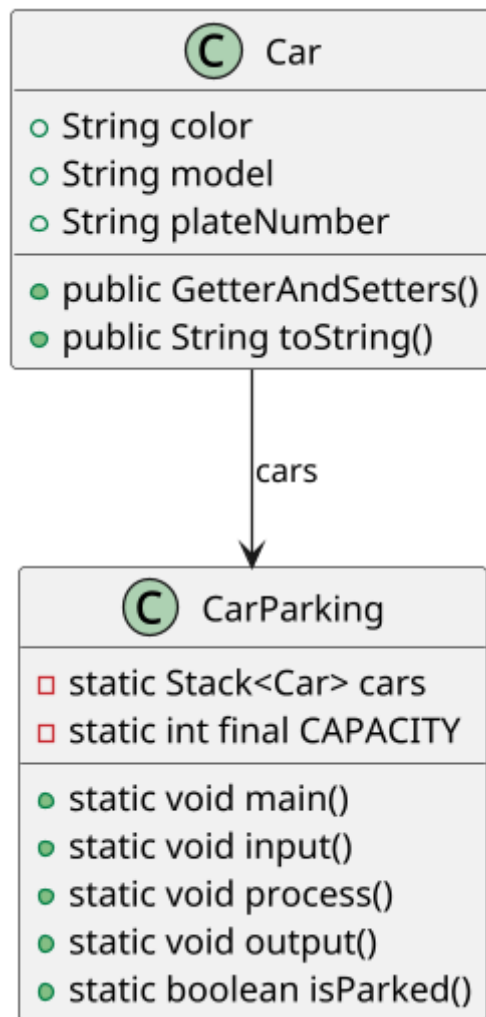 C Car
String color
String model
String plateNumber
public GetterAndSetters()
public String toString()
cars
C CarParking
static Stack<Car> cars
static int final CAPACITY
static void main()
static void input()
static void process()
static void output()
static boolean isParked()